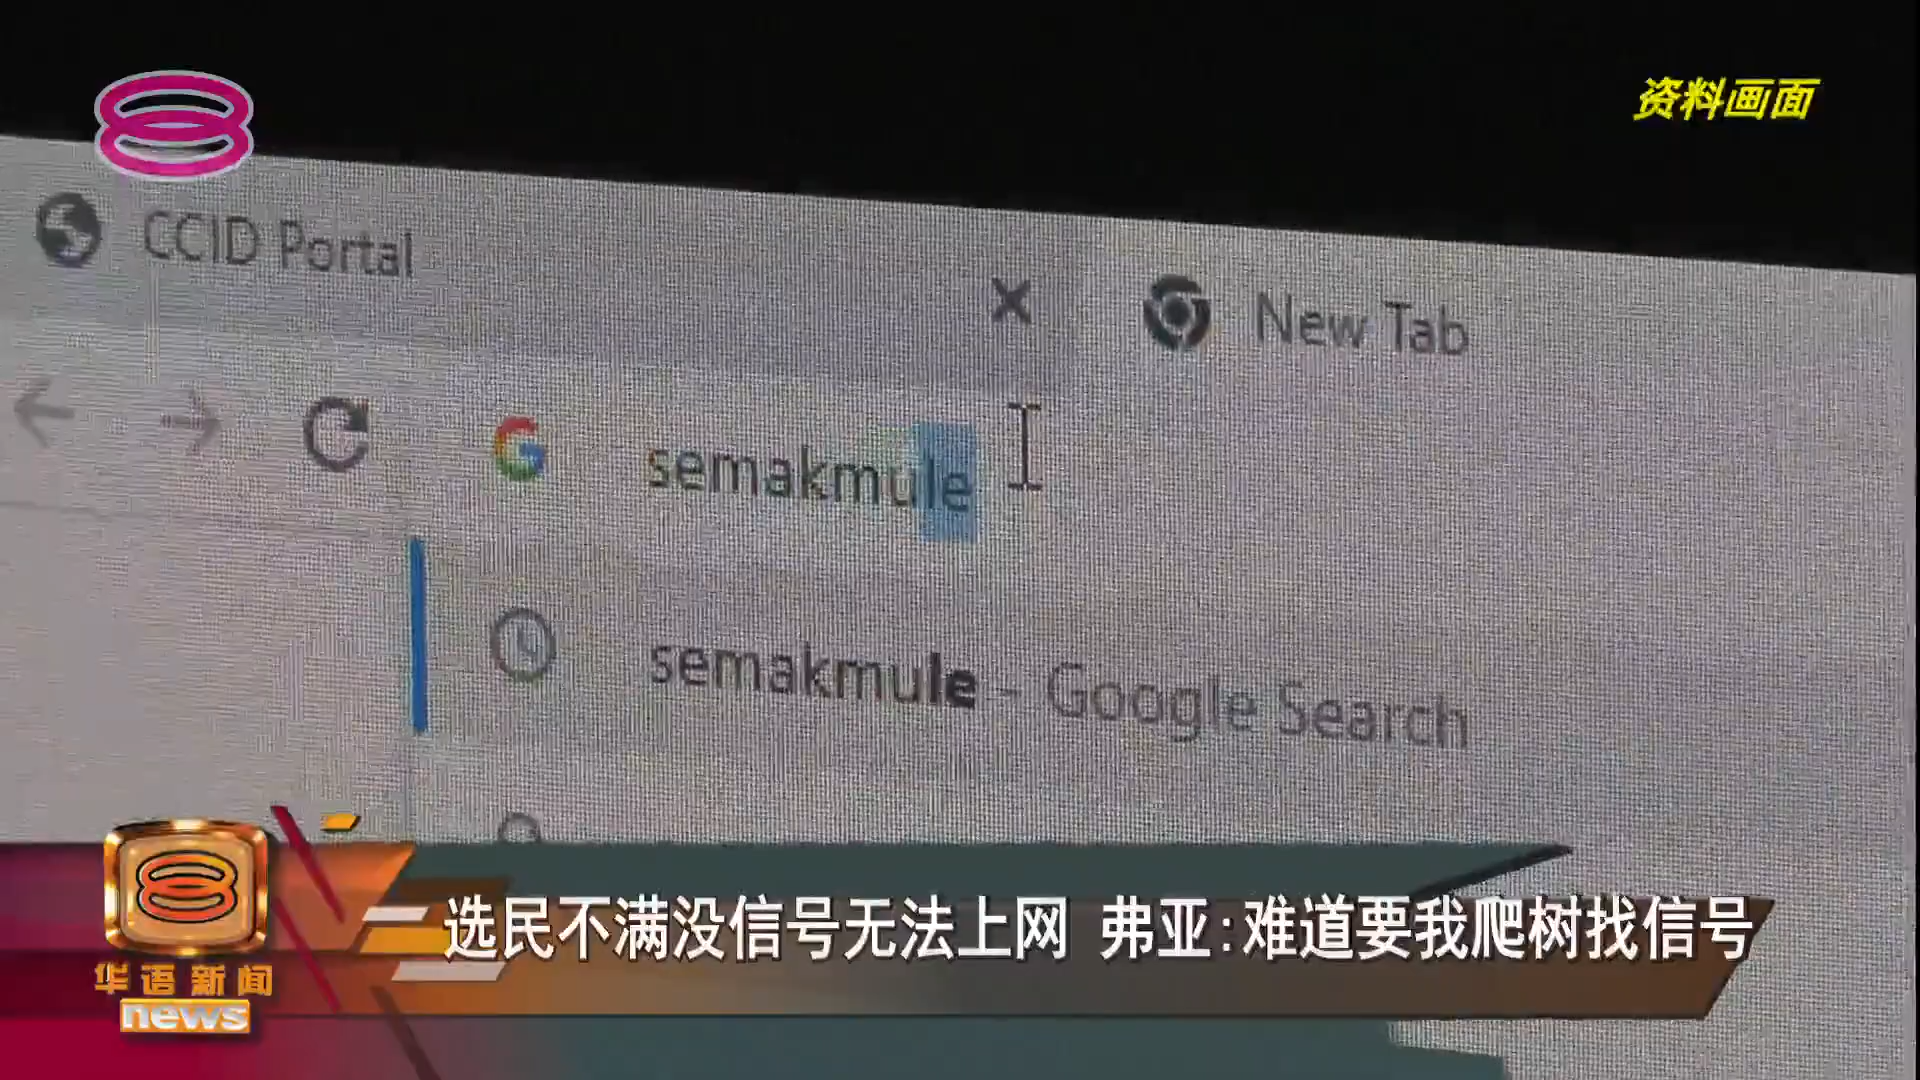 资料画面
CCID Portal
New Tab
semakmule
semakmule - Google Search
选民不满没信号无法上网 弗亚:难道要我爬树找信号
华语新闻
news